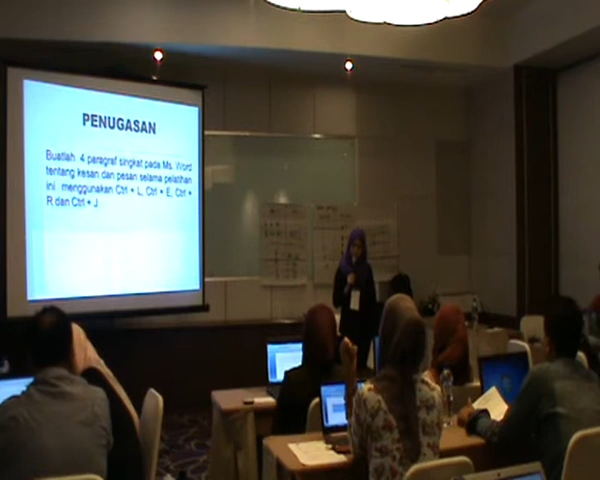 PENUGASAN
Buatlah 4 paragraf singkat pada Ms. Word
tentang kesan dan pesan selama pelatihan
ini menggunakan Ctrl + L, Ctrl + E, Ctrl +
R dan Ctrl + J